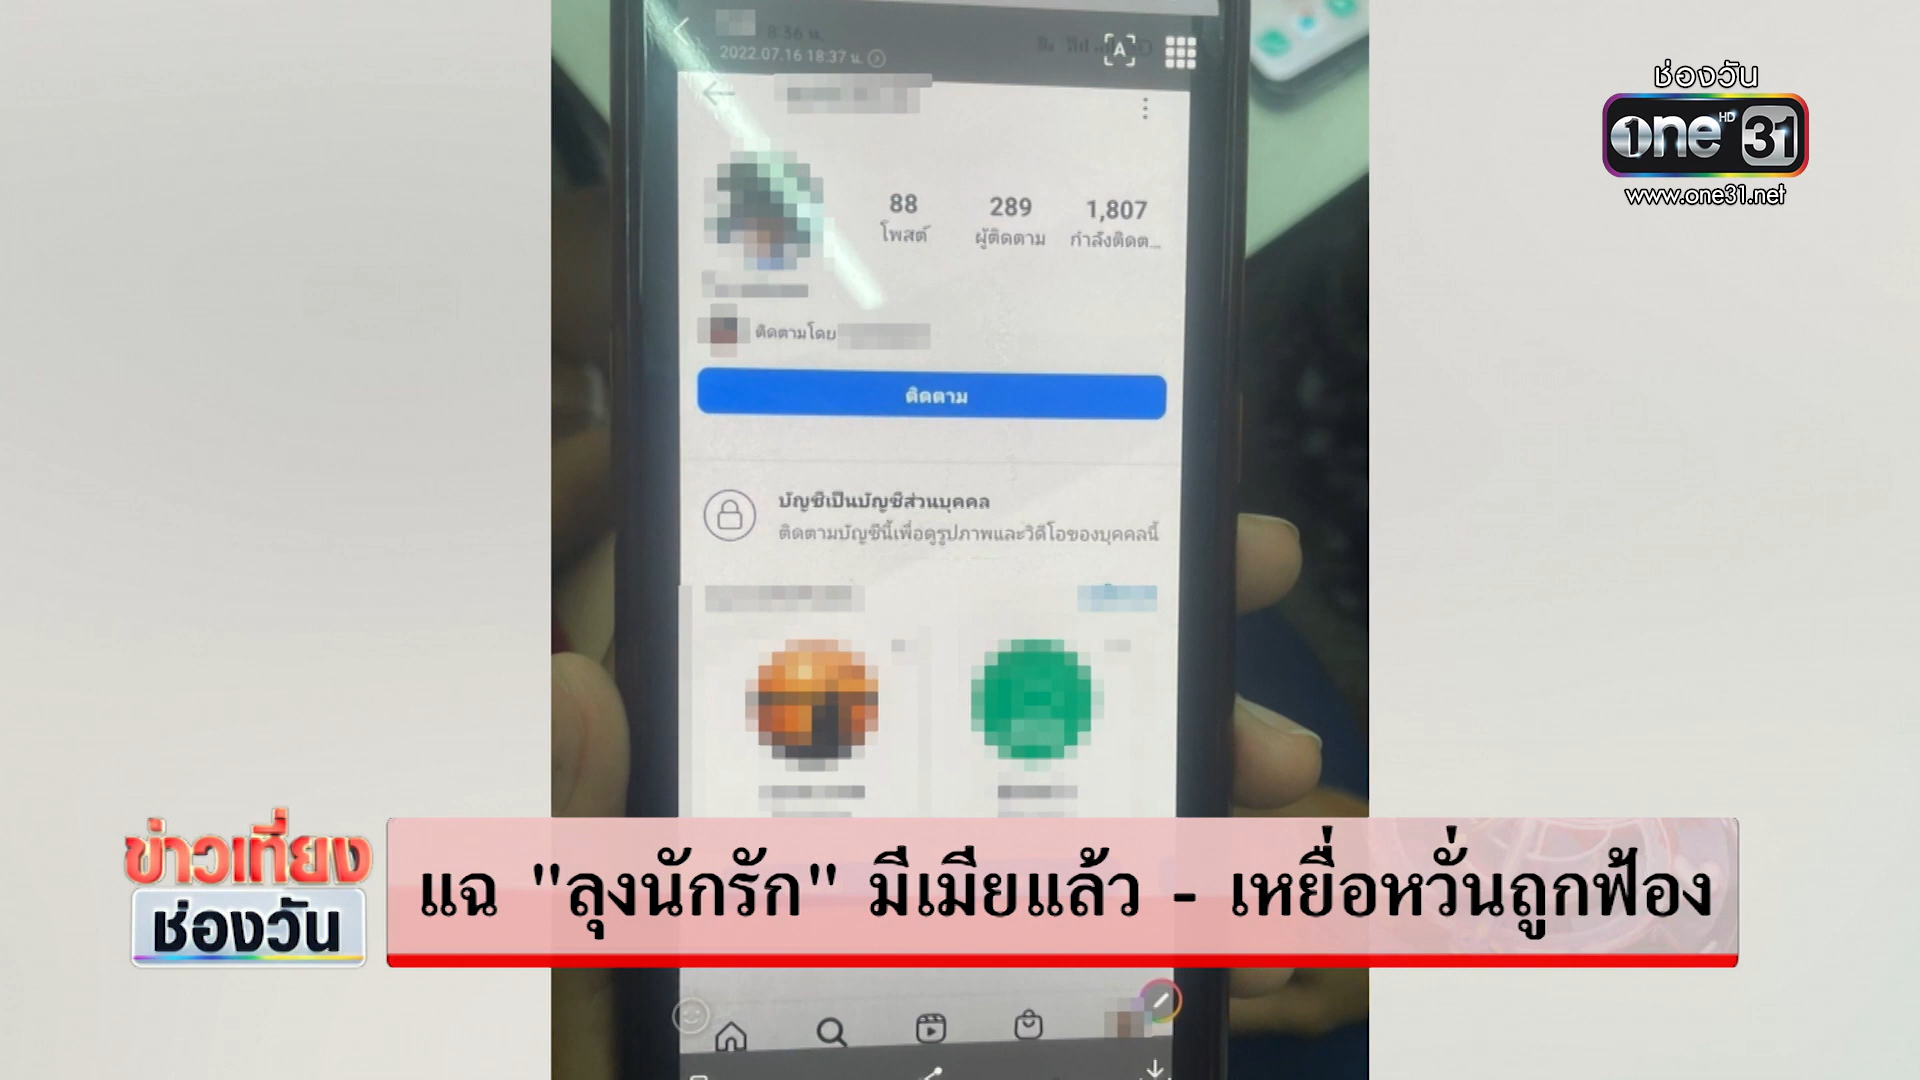 8:36 น.
2022.07.16 18:37 น.
A
ช่องวัน
one HD 31
www.one31.net
88
โพสต์
289
ผู้ติดตาม
1,807
กำลังติดต...
ติดตามโดย
ติดตาม
บัญชีเป็นบัญชีส่วนบุคคล
ติดตามบัญชีนี้เพื่อดูรูปภาพและวิดีโอของบุคคลนี้
ข่าวเที่ยง
ช่องวัน
แฉ "ลุงนักรัก" มีเมียแล้ว - เหยื่อหวั่นถูกฟ้อง